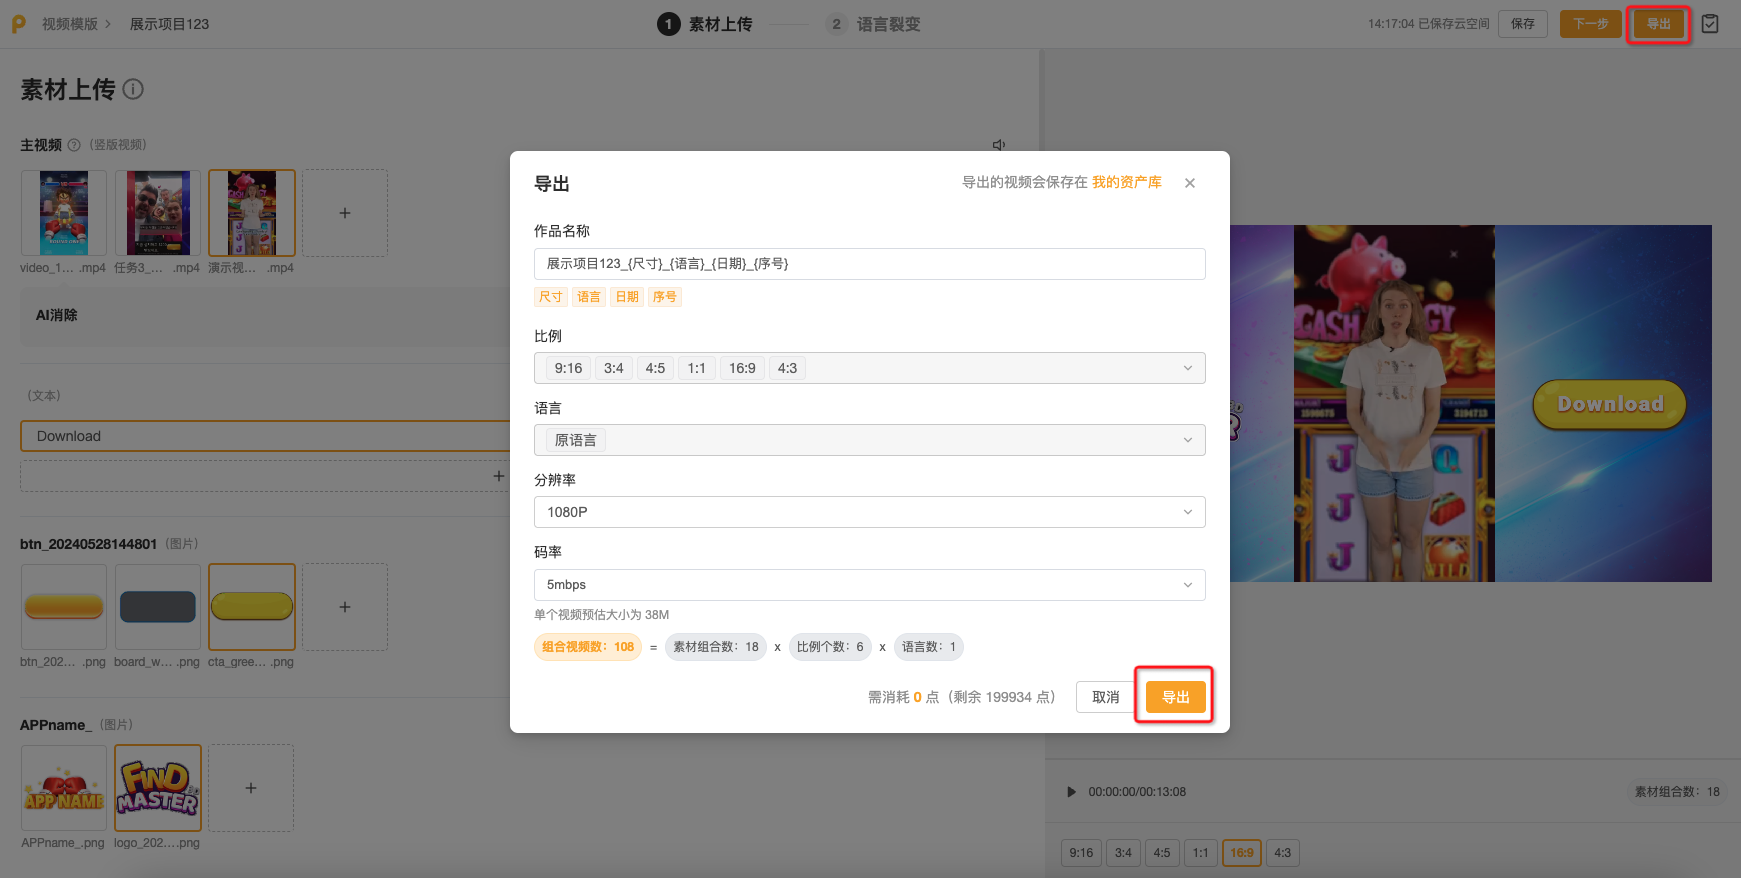 视频模版 > 展示项目123
1 素材上传
2 语言裂变
14:17:04 已保存云空间
保存
下一步
导出
素材上传
主视频 (竖版视频)
video_1... .mp4
任务3_... .mp4
演示视... .mp4
AI消除
(文本)
Download
btn_20240528144801 (图片)
btn_202... .png
board_w... .png
cta_gree... .png
APPname_ (图片)
APP NAME
FIND MASTER
APPname_.png
logo_202....png
导出
导出的视频会保存在 我的资产库
作品名称
展示项目123_{尺寸}_{语言}_{日期}_{序号}
尺寸 语言 日期 序号
比例
9:16 3:4 4:5 1:1 16:9 4:3
语言
原语言
分辨率
1080P
码率
5mbps
单个视频预估大小为 38M
组合视频数：108 = 素材组合数：18 x 比例个数：6 x 语言数：1
需消耗 0 点（剩余 199934 点）
取消
导出
CASH
Download
WILD
00:00:00/00:13:08
素材组合数：18
9:16 3:4 4:5 1:1 16:9 4:3